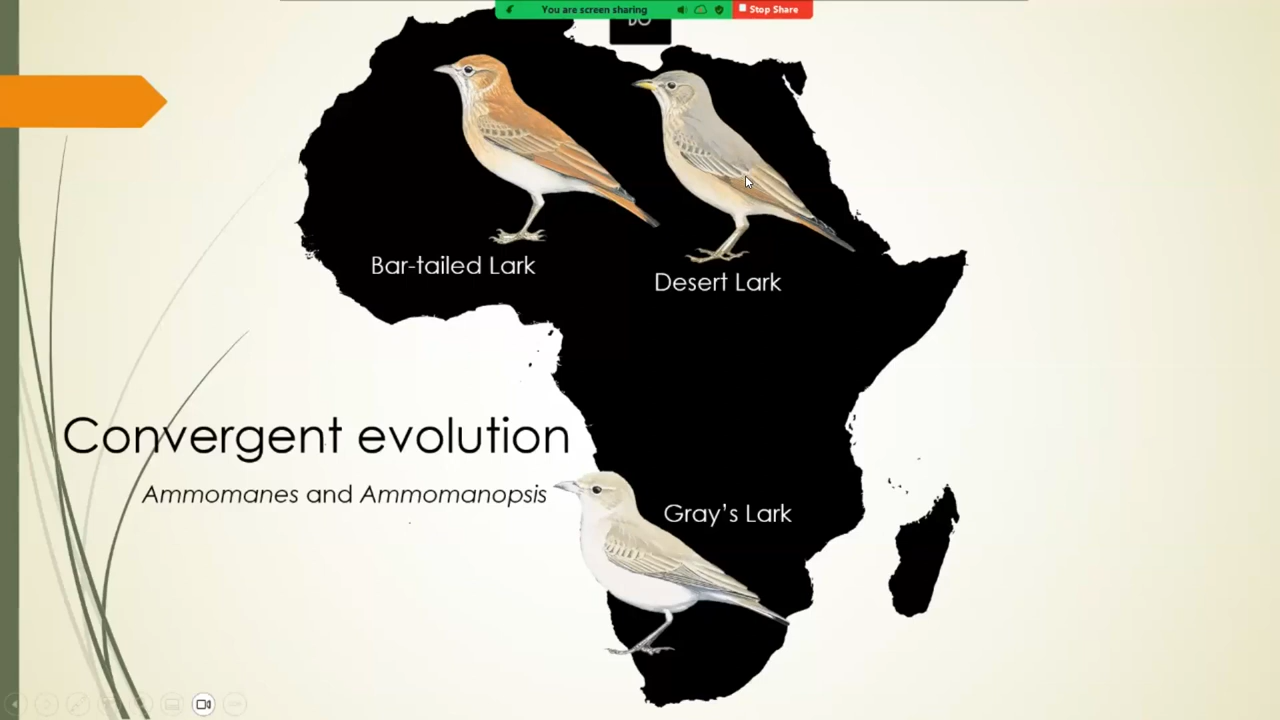 You are screen sharing
Stop Share
Bar-tailed Lark
Desert Lark
Convergent evolution
Ammomanes and Ammomanopsis
Gray's Lark